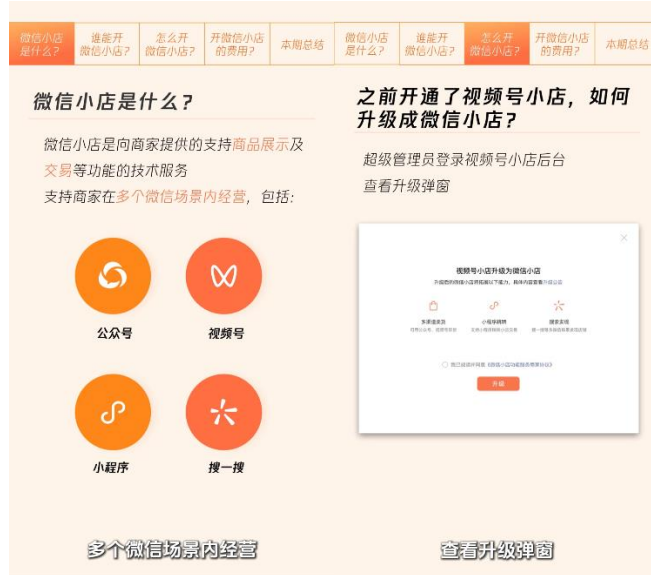 微信小店
是什么?
谁能开
微信小店?
怎么开
微信小店?
开微信小店
的费用?
本期总结
微信小店是什么?
微信小店是向商家提供的支持商品展示及
交易等功能的技术服务
支持商家在多个微信场景内经营, 包括:
公众号
视频号
小程序
搜一搜
多个微信场景内经营
微信小店
是什么?
谁能开
微信小店?
怎么开
微信小店?
开微信小店
的费用?
本期总结
之前开通了视频号小店, 如何
升级成微信小店?
超级管理员登录视频号小店后台
查看升级弹窗
视频号小店升级为微信小店
升级
查看升级弹窗